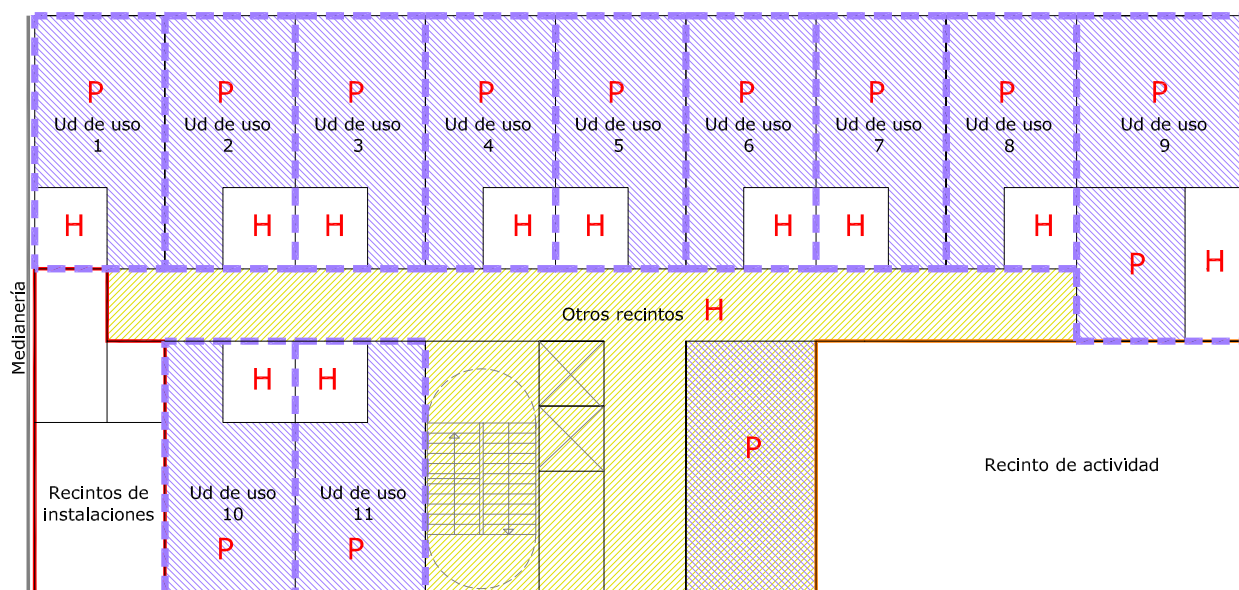 P P P P P P P P P
Ud de uso Ud de uso Ud de uso Ud de uso Ud de uso Ud de uso Ud de uso Ud de uso Ud de uso
1 2 3 4 5 6 7 8 9
H H H H H H H H
P H
Medianería
Otros recintos H
H H
P
Recinto de actividad
Recintos de
instalaciones
Ud de uso
10
Ud de uso
11
P P